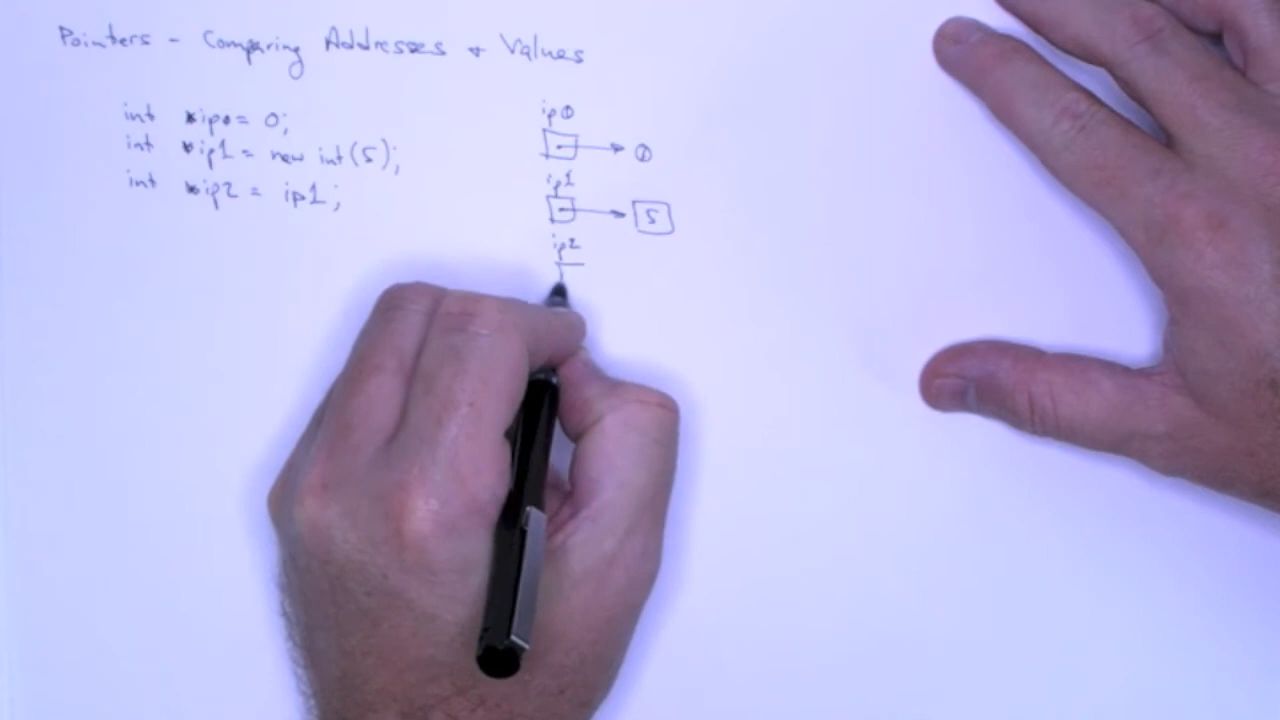 Pointers - Comparing Addresses + Values
int *ip0 = 0;
int *ip1 = new int(5);
int *ip2 = ip1;
ip0
0
ip1
5
ip2